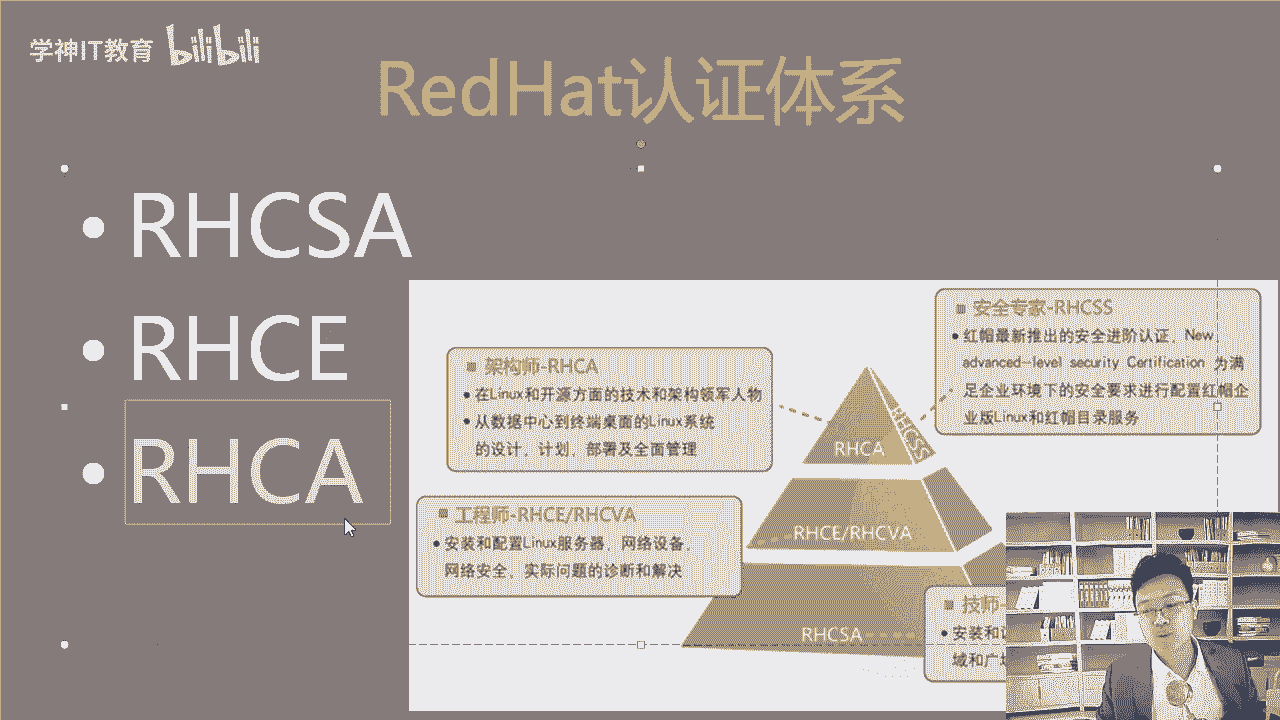 学神IT教育 bilibili
RedHat认证体系
• RHCSA
• RHCE
• RHCA
安全专家-RHCSS
红帽最新推出的安全进阶认证，New
advanced-level security Certification 为满
足企业环境下的安全要求进行配置红帽企
业版Linux和红帽目录服务
架构师-RHCA
在Linux和开源方面的技术和架构领军人物
从数据中心到终端桌面的Linux系统
的设计，计划，部署及全面管理
RHCA
RHCSS
工程师-RHCE/RHCVA
安装和配置Linux服务器，网络设备，
网络安全，实际问题的诊断和解决
RHCE/RHCVA
RHCSA
技师-
安装和
域和广